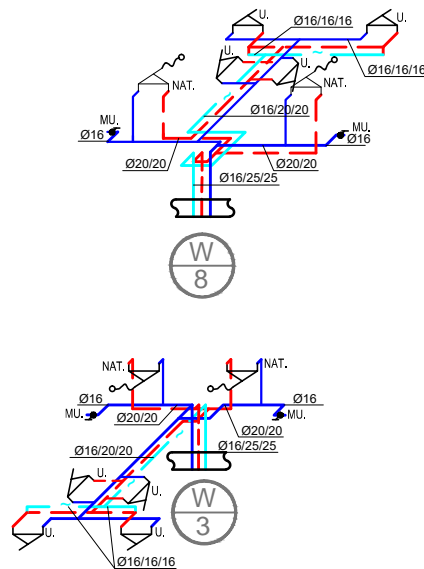 U.
U.
Ø16/16/16
U.
U.
Ø16/16/16
NAT.
NAT.
Ø16/20/20
MU.
MU.
Ø16
Ø16
Ø20/20
Ø20/20
Ø16/25/25
W
8
NAT.
NAT.
Ø16
Ø16
MU.
MU.
Ø20/20
Ø20/20
Ø16/25/25
Ø16/20/20
U.
U.
W
3
U.
U.
Ø16/16/16